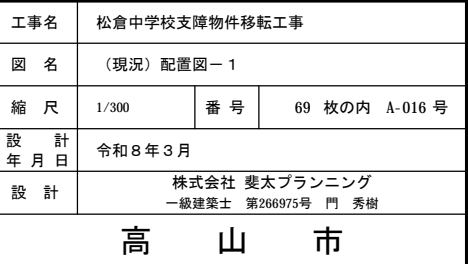 工事名 松倉中学校支障物件移転工事
図 名 （現況）配置図－１
縮 尺 1/300 番 号 69 枚の内 A-016 号
設 計
年 月 日 令和８年３月
設 計 株式会社 斐太プランニング
一級建築士 第266975号 門 秀樹
高 山 市